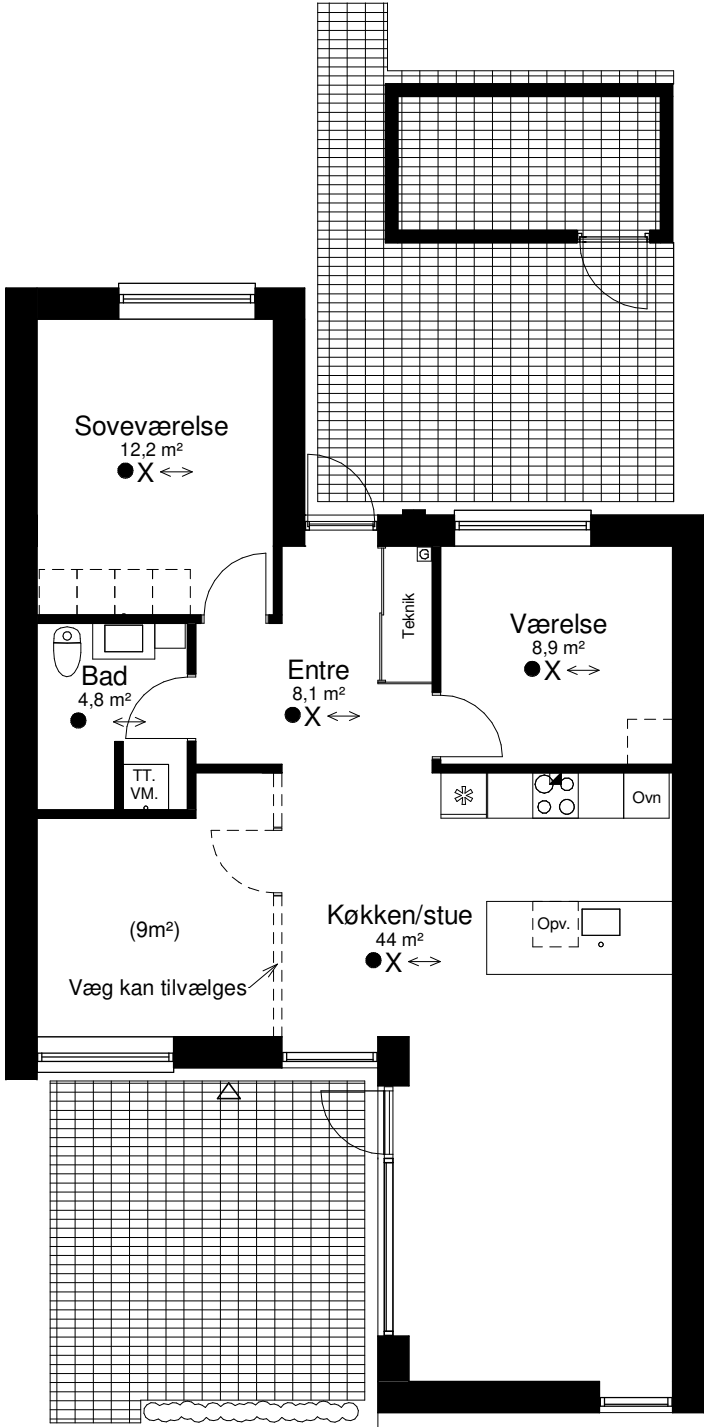 Soveværelse
12,2 m²
X
G
Teknik
Værelse
8,9 m²
X
Bad
4,8 m²
Entre
8,1 m²
X
TT.
VM.
Ovn
(9m²)
Køkken/stue
44 m²
X
Opv.
Væg kan tilvælges